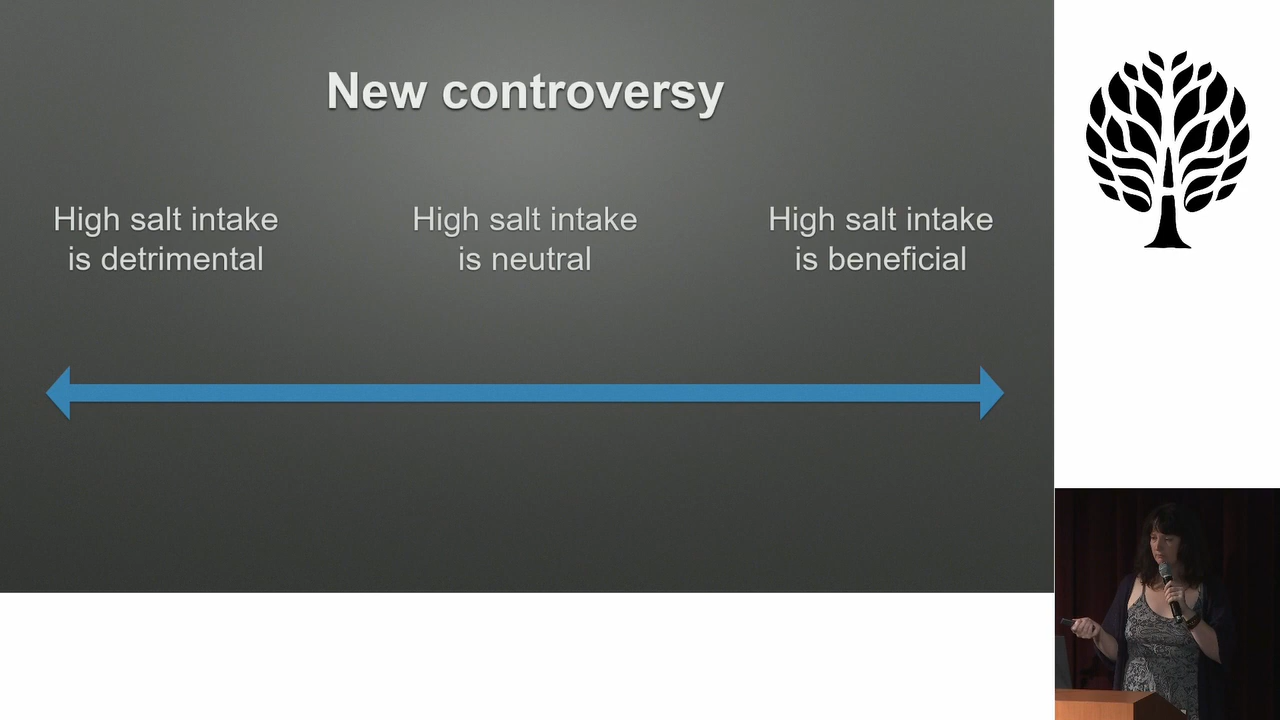 New controversy
High salt intake
is detrimental
High salt intake
is neutral
High salt intake
is beneficial